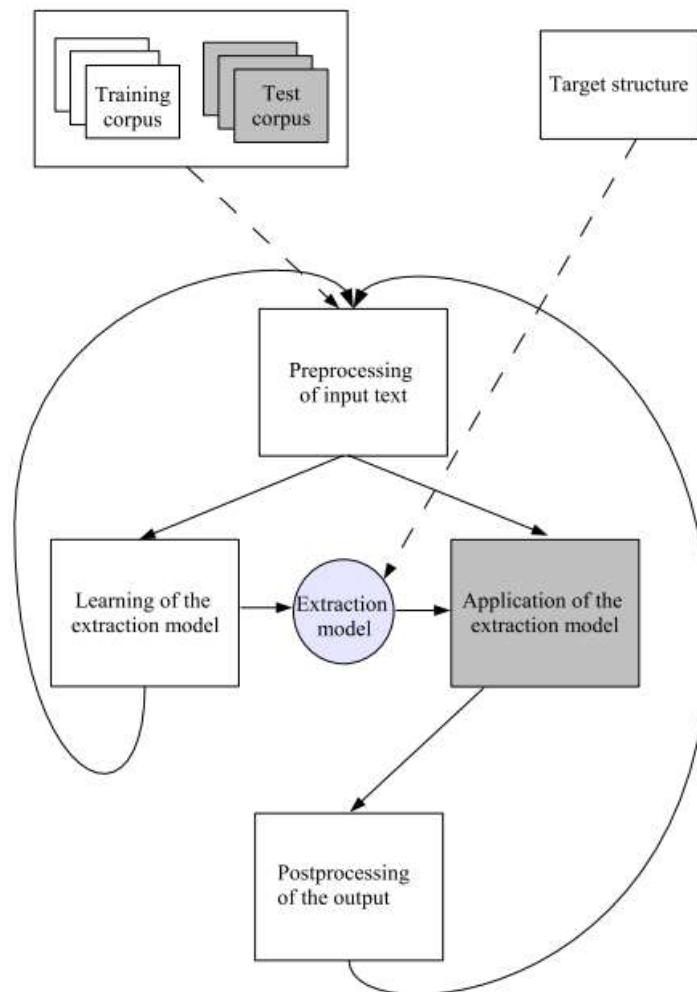 Training
corpus
Test
corpus
Target structure
Preprocessing
of input text
Learning of the
extraction model
Extraction
model
Application of the
extraction model
Postprocessing
of the output